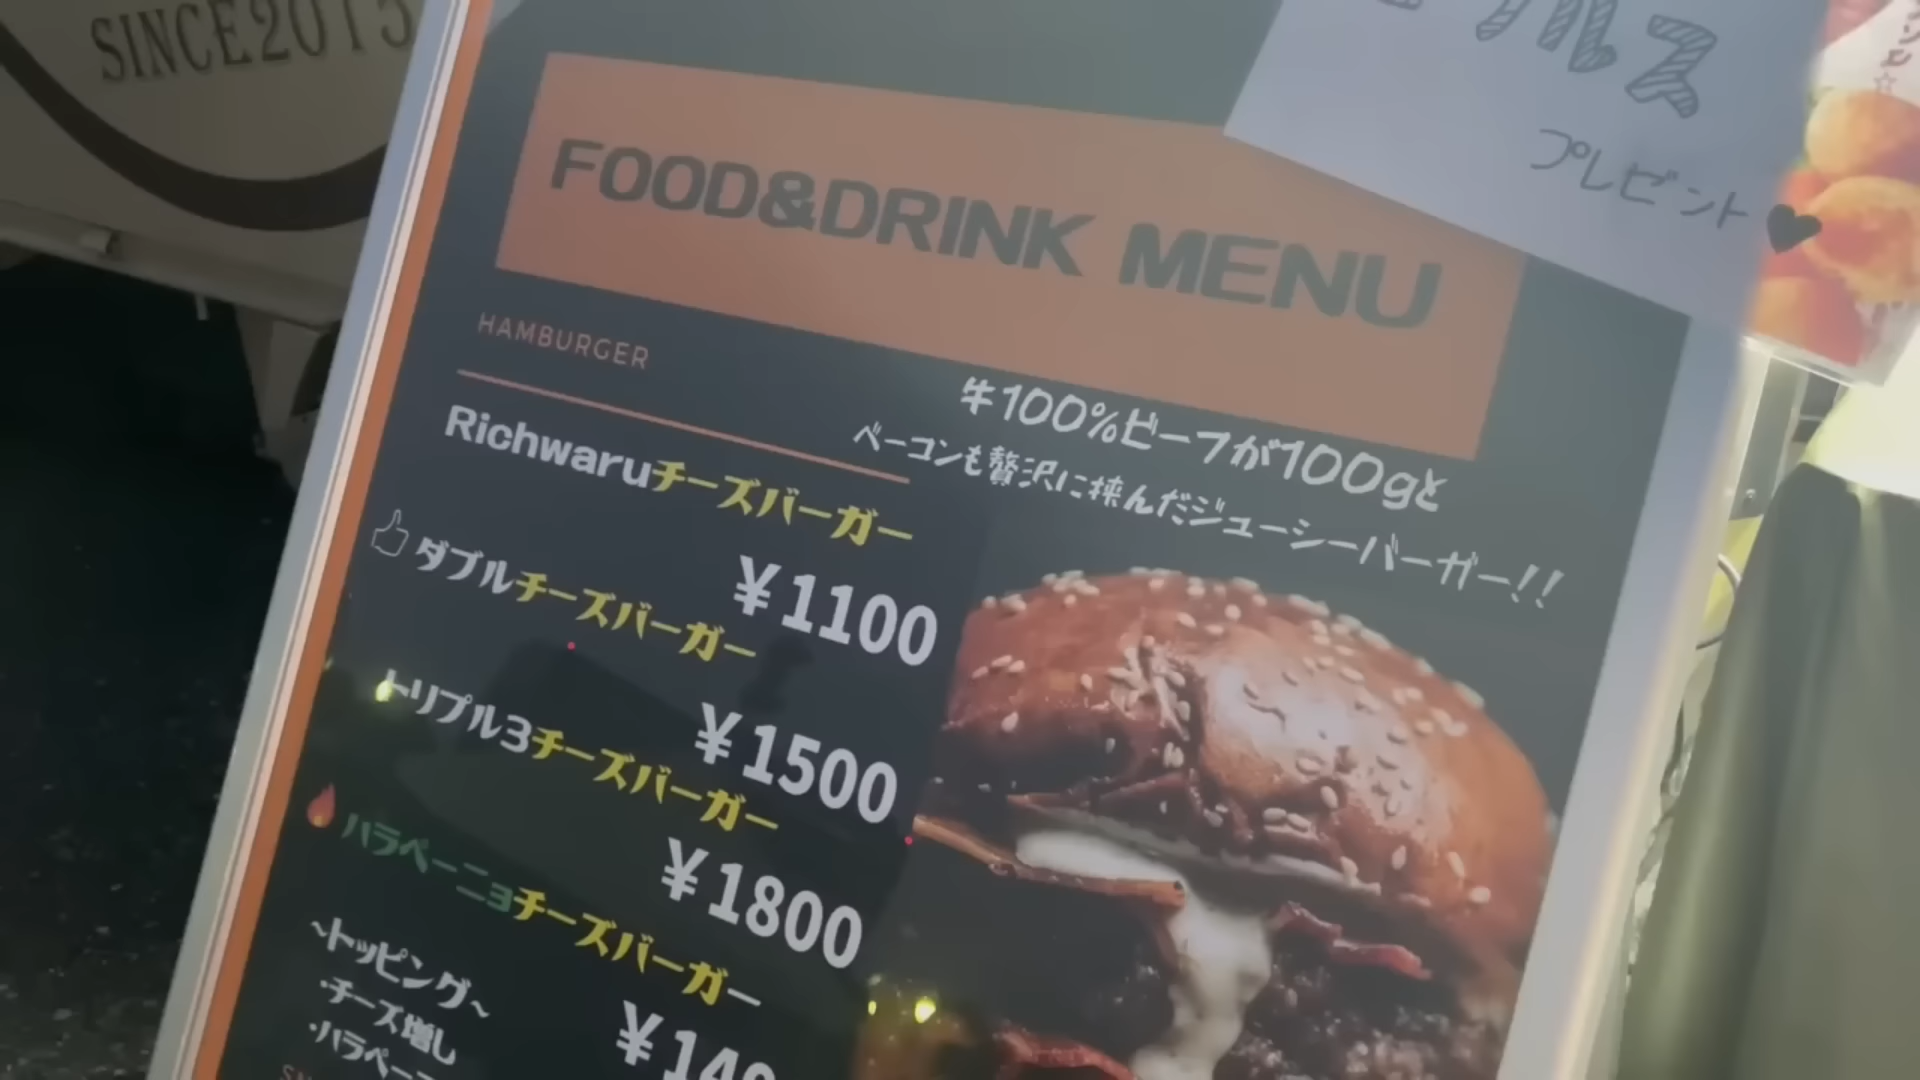 SINCE2015
プレゼント
FOOD&DRINK MENU
HAMBURGER
牛100%ビーフが100gと
ベーコンも贅沢に挟んだジューシーバーガー!!
Richwaruチーズバーガー
¥1100
ダブルチーズバーガー
¥1500
トリプル3チーズバーガー
¥1800
ハラペーニョチーズバーガー
~トッピング~
・チーズ増し